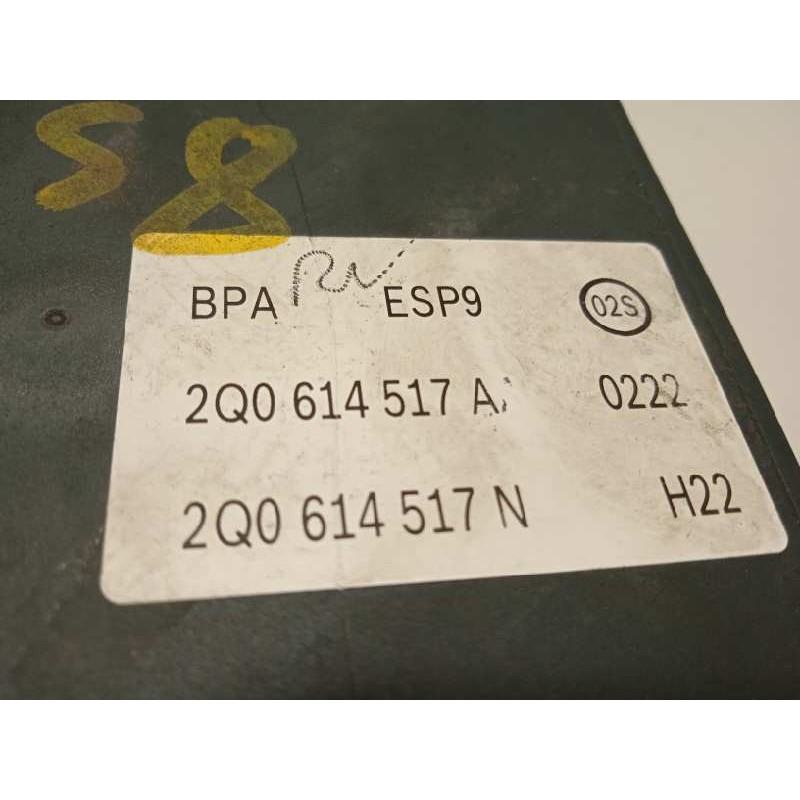 S8
BPA ESP9 02S
2Q0 614 517 0222
2Q0 614 517 N H22